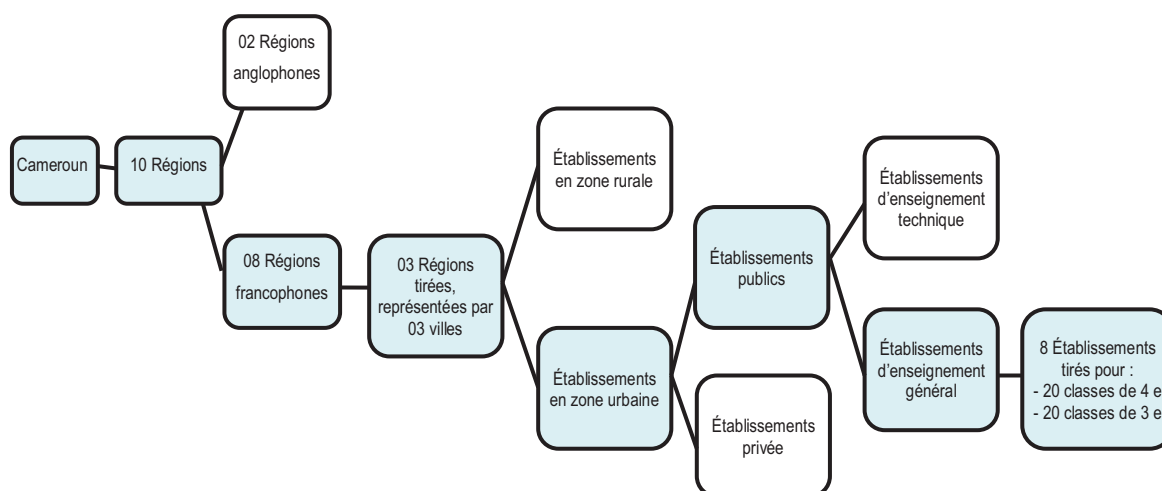 02 Régions
anglophones
Cameroun
10 Régions
08 Régions
francophones
03 Régions
tirées,
représentées par
03 villes
Établissements
en zone rurale
Établissements
en zone urbaine
Établissements
publics
Établissements
privée
Établissements
d'enseignement
technique
Établissements
d'enseignement
général
8 Établissements
tirés pour :
- 20 classes de 4 e
- 20 classes de 3 e